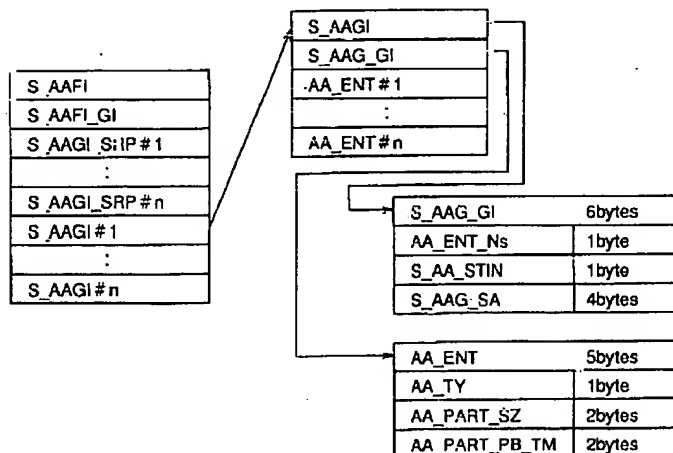 S_AAFI
S_AAFI_GI
S_AAGI_SRP#1
:
S_AAGI_SRP#n
S_AAGI#1
:
S_AAGI#n
S_AAGI
S_AAG_GI
AA_ENT#1
:
AA_ENT#n
S_AAG_GI 6bytes
AA_ENT_Ns 1byte
S_AA_STIN 1byte
S_AAG_SA 4bytes
AA_ENT 5bytes
AA_TY 1byte
AA_PART_SZ 2bytes
AA_PART_PB_TM 2bytes